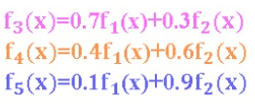 f₃(x)=0.7f₁(x)+0.3f₂(x)
f₄(x)=0.4f₁(x)+0.6f₂(x)
f₅(x)=0.1f₁(x)+0.9f₂(x)